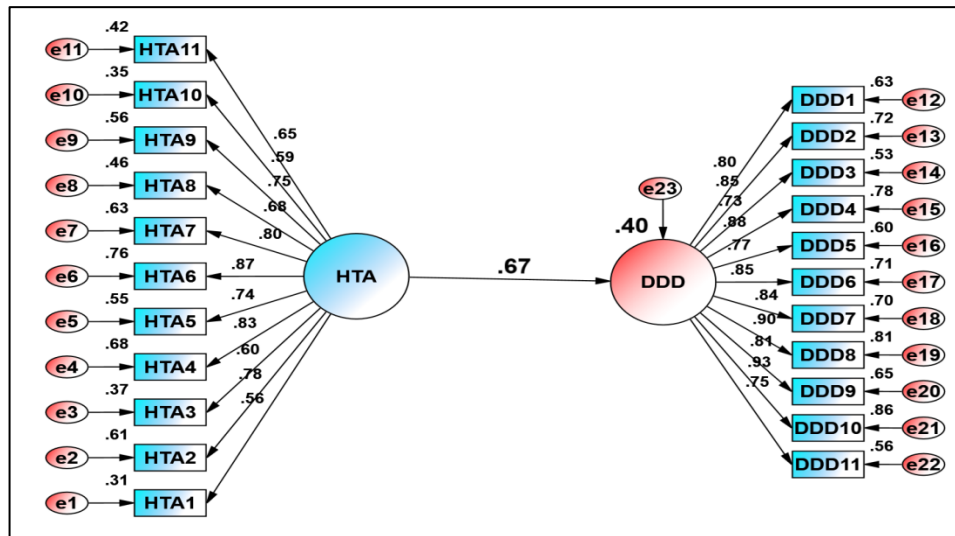 .42
e11 HTA11
.35
e10 HTA10
.56
e9 HTA9
.46
e8 HTA8
.63
e7 HTA7
.76
e6 HTA6
.55
e5 HTA5
.68
e4 HTA4
.37
e3 HTA3
.61
e2 HTA2
.31
e1 HTA1
.65
.59
.75
.68
.80
.87
.74
.83
.60
.78
.56
HTA
.67
e23
.40
DDD
.80
.85
.73
.88
.77
.85
.84
.90
.81
.93
.75
.63
DDD1 e12
.72
DDD2 e13
.53
DDD3 e14
.78
DDD4 e15
.60
DDD5 e16
.71
DDD6 e17
.70
DDD7 e18
.81
DDD8 e19
.65
DDD9 e20
.86
DDD10 e21
.56
DDD11 e22